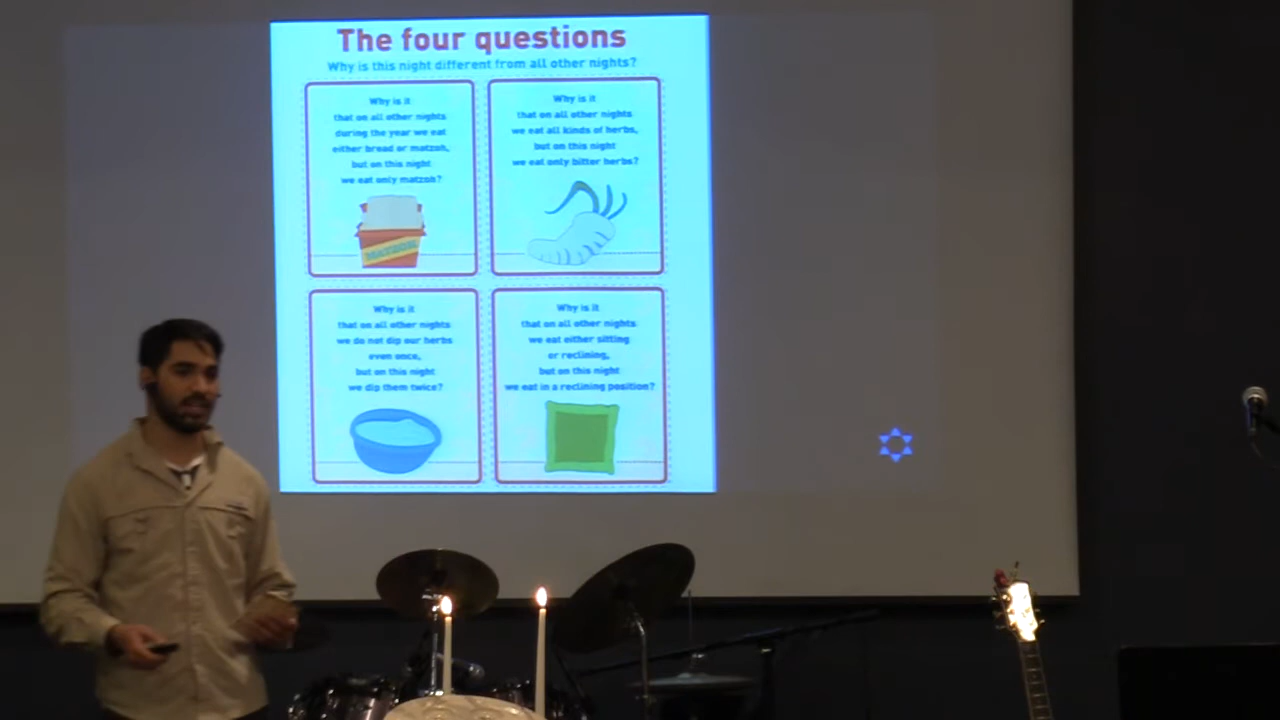 The four questions
Why is this night different from all other nights?
Why is it
that on all other nights
during the year we eat
either bread or matzoh,
but on this night
we eat only matzoh?
MATZOH
Why is it
that on all other nights
we eat all kinds of herbs,
but on this night
we eat only bitter herbs?
Why is it
that on all other nights
we do not dip our herbs
even once,
but on this night
we dip them twice?
Why is it
that on all other nights
we eat either sitting
or reclining,
but on this night
we eat in a reclining position?